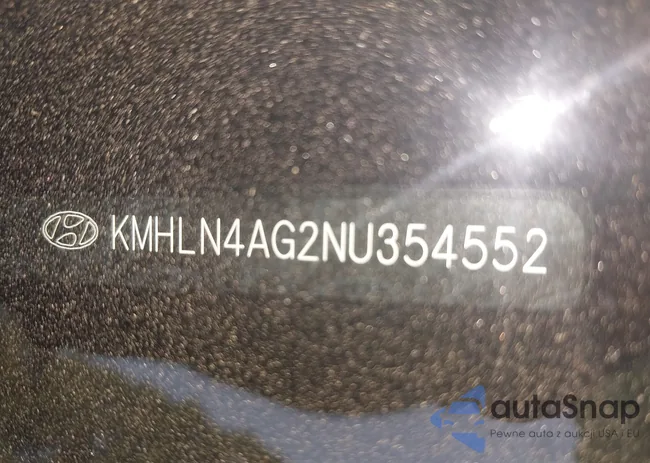 KMHLN4AG2NU354552
autaSnap
Pewne auta z aukcji USA i EU